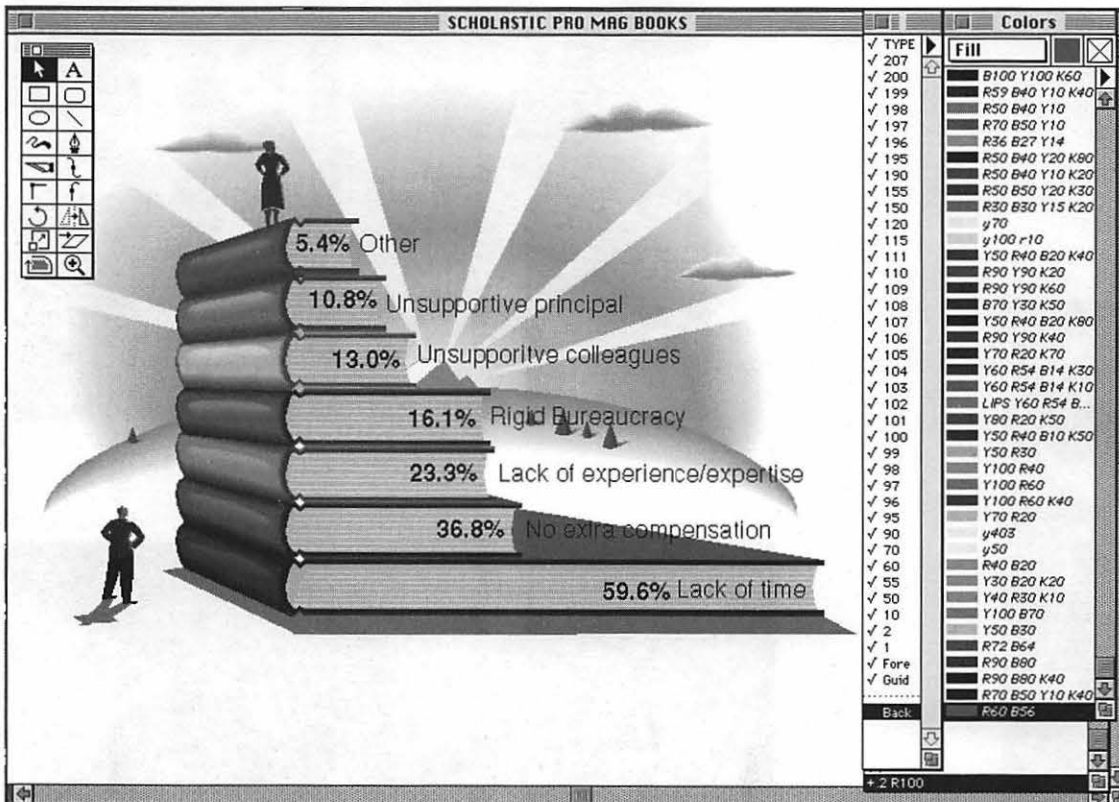 SCHOLASTIC PRO MAG BOOKS
A
5.4% Other
10.8% Unsupportive principal
13.0% Unsupporitve colleagues
16.1% Rigid Bureaucracy
23.3% Lack of experience/expertise
36.8% No extra compensation
59.6% Lack of time
✓ TYPE
✓ 207
✓ 200
✓ 199
✓ 198
✓ 197
✓ 196
✓ 195
✓ 190
✓ 155
✓ 150
✓ 120
✓ 115
✓ 111
✓ 110
✓ 109
✓ 108
✓ 107
✓ 106
✓ 105
✓ 104
✓ 103
✓ 102
✓ 101
✓ 100
✓ 99
✓ 98
✓ 97
✓ 96
✓ 95
✓ 90
✓ 70
✓ 60
✓ 55
✓ 50
✓ 10
✓ 2
✓ 1
✓ Fore
✓ Guid
Back
Colors
Fill
B100 Y100 K60
R59 B40 Y10 K40
R50 B40 Y10
R70 B50 Y10
R36 B27 Y14
R50 B40 Y20 K80
R50 B40 Y10 K20
R50 B50 Y20 K30
R30 B30 Y15 K20
y70
y100 r10
Y50 R40 B20 K40
R90 Y90 K20
R90 Y90 K60
B70 Y30 K50
Y50 R40 B20 K80
R90 Y90 K40
Y70 R20 K70
Y60 R54 B14 K30
Y60 R54 B14 K10
LIPS Y60 R54 B...
Y80 R20 K50
Y50 R40 B10 K50
Y50 R30
Y100 R40
Y100 R60
Y100 R60 K40
Y70 R20
y403
y50
R40 B20
Y30 B20 K20
Y40 R30 K10
Y100 B70
Y50 B30
R72 B64
R90 B80
R90 B80 K40
R70 B50 Y10 K40
R60 B56
+.2 R100